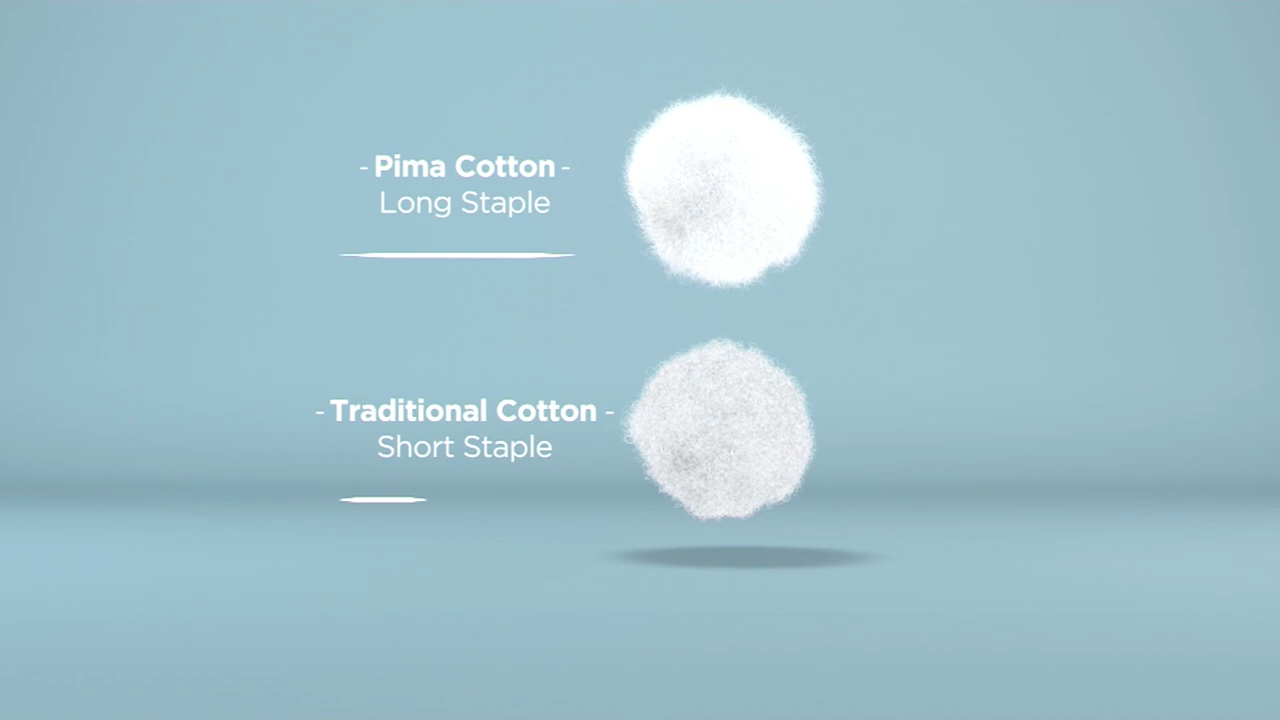 - Pima Cotton -
Long Staple
- Traditional Cotton -
Short Staple